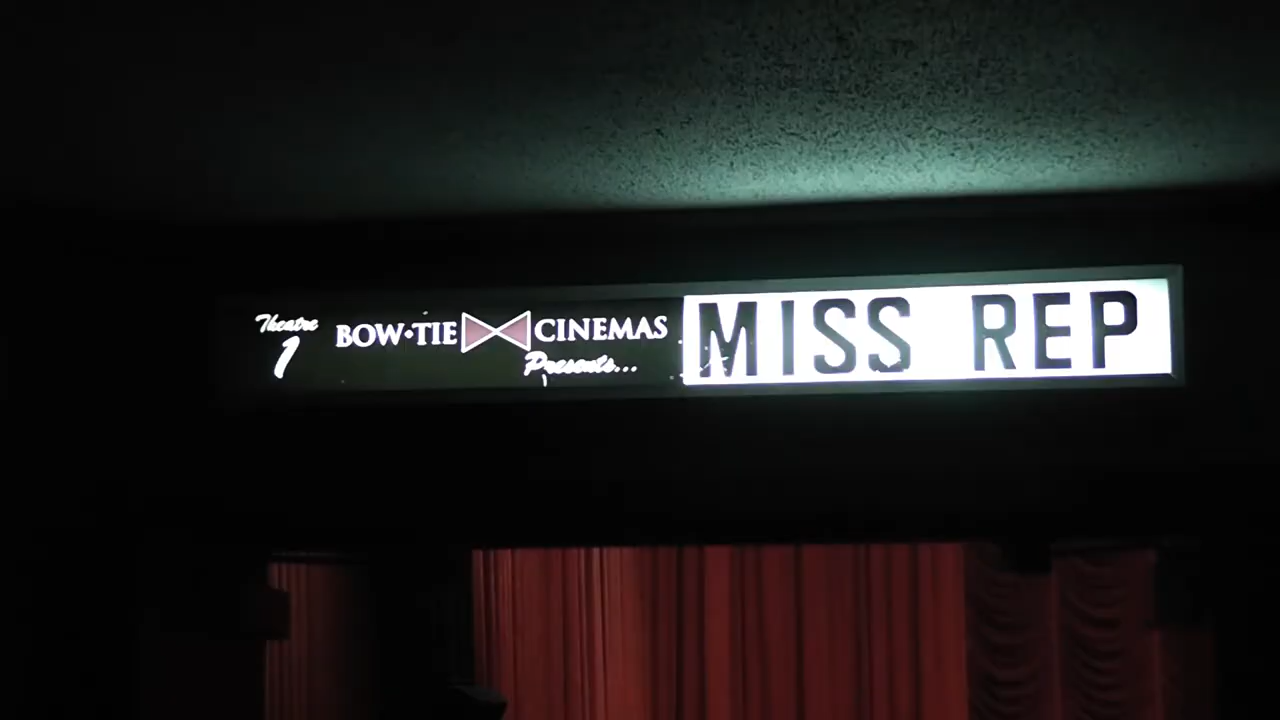 Theatre
1
BOW•TIE CINEMAS
Presents...
MISS REP